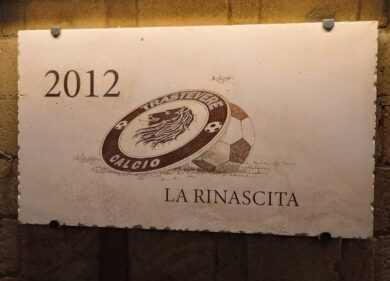 2012
TRASTEVERE
CALCIO
LA RINASCITA